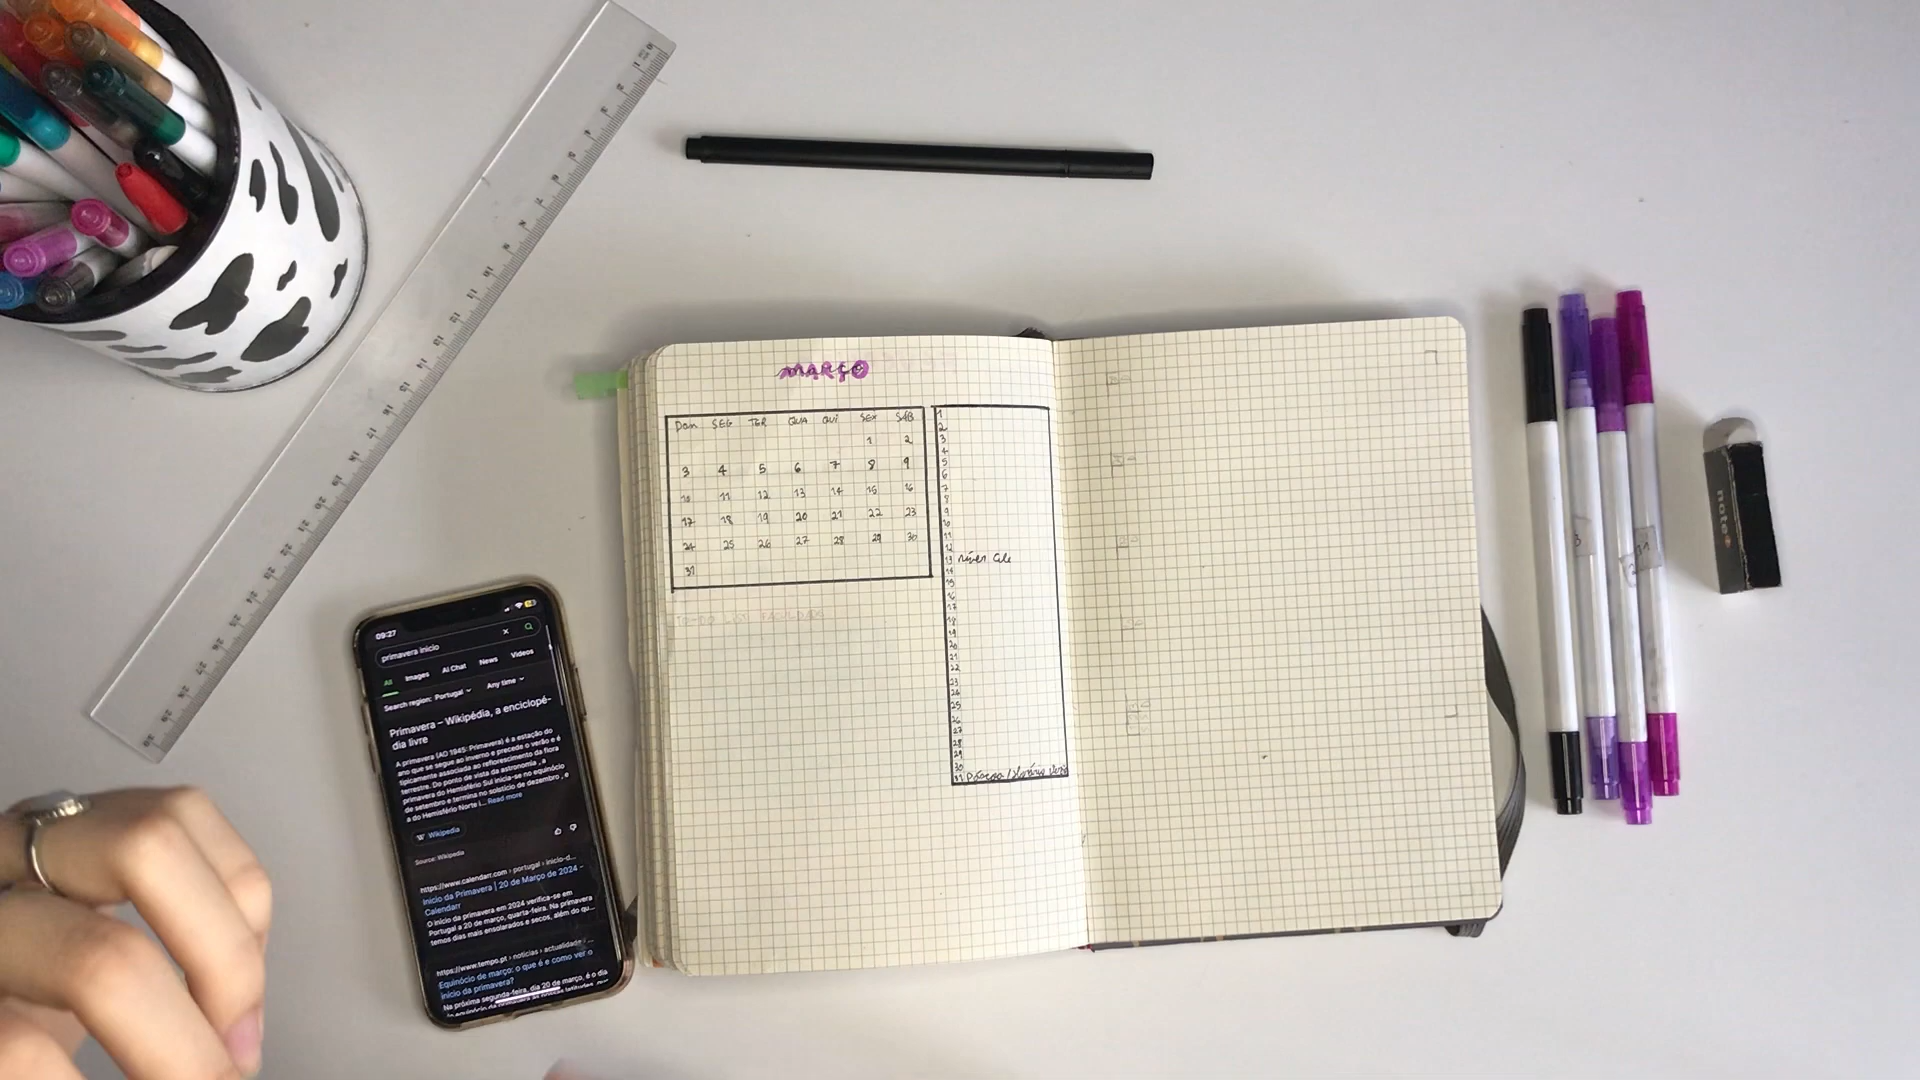 MARÇO
Dom SEG TER QUA QUI SEX SÁB
1 2
3 4 5 6 7 8 9
10 11 12 13 14 15 16
17 18 19 20 21 22 23
24 25 26 27 28 29 30
31
1
2
3
4
5
6
7
8
9
10
11
12
13 níver
14
15
16
17
18
19
20
21
22
23
24
25
26
27
28
29
30
31 Páscoa / Horário
TO-DO LIST FACULDADE
09:27
primavera inicio
All Images AI Chat News Videos
Search region: Portugal Any time
Primavera – Wikipédia, a enciclopé-
dia livre
A primavera (AO 1945: Primavera) é a estação do
ano que se segue ao inverno e precede o verão e é
tipicamente associada ao reflorescimento da flora
terrestre. Do ponto de vista da astronomia , a
primavera do Hemisfério Sul inicia-se no equinócio
de setembro e termina no solstício de dezembro , e
a do Hemisfério Norte i... Read more
W Wikipedia
Source: Wikipedia
https://www.calendarr.com › portugal › inicio-d...
Início da Primavera | 20 de Março de 2024 -
Calendarr
O início da primavera em 2024 verifica-se em
Portugal a 20 de março, quarta-feira. Na primavera
temos dias mais ensolarados e secos, além do qu...
https://www.tempo.pt › noticias › actualidade › ...
Equinócio de março: o que é e como ver o
início da primavera?
Na próxima segunda-feira, dia 20 de março, é o dia
note